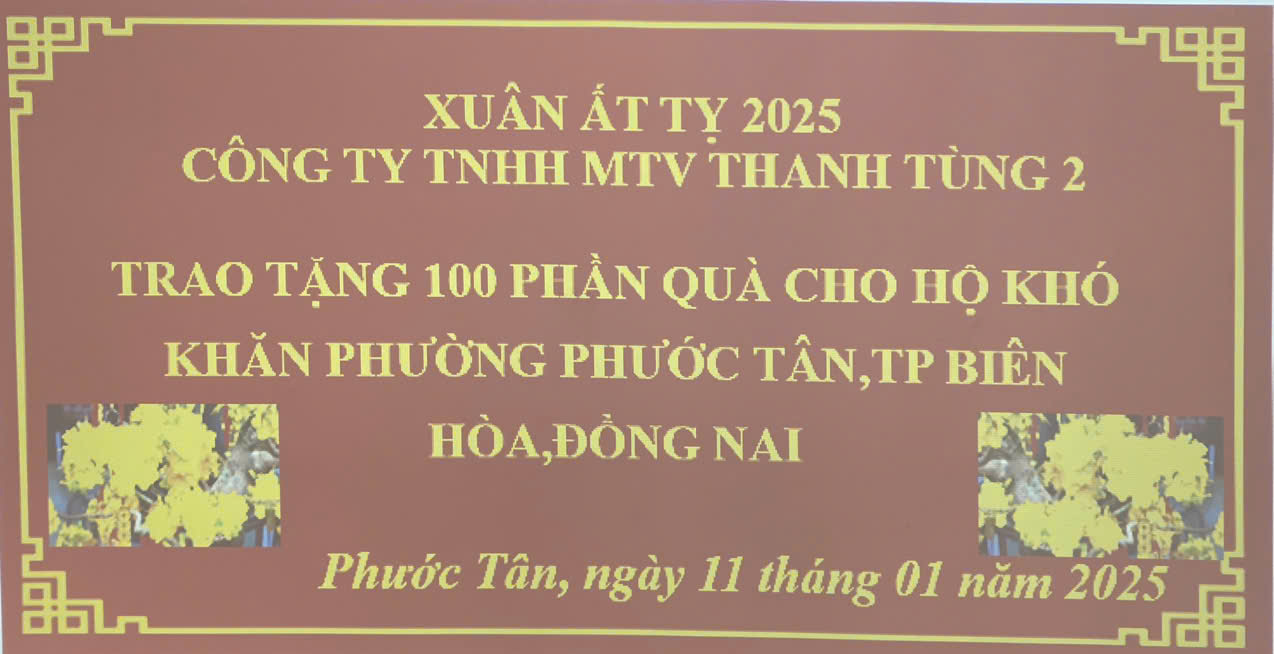 XUÂN ẤT TỴ 2025
CÔNG TY TNHH MTV THANH TÙNG 2
TRAO TẶNG 100 PHẦN QUÀ CHO HỘ KHÓ
KHĂN PHƯỜNG PHƯỚC TÂN,TP BIÊN
HÒA,ĐỒNG NAI
Phước Tân, ngày 11 tháng 01 năm 2025